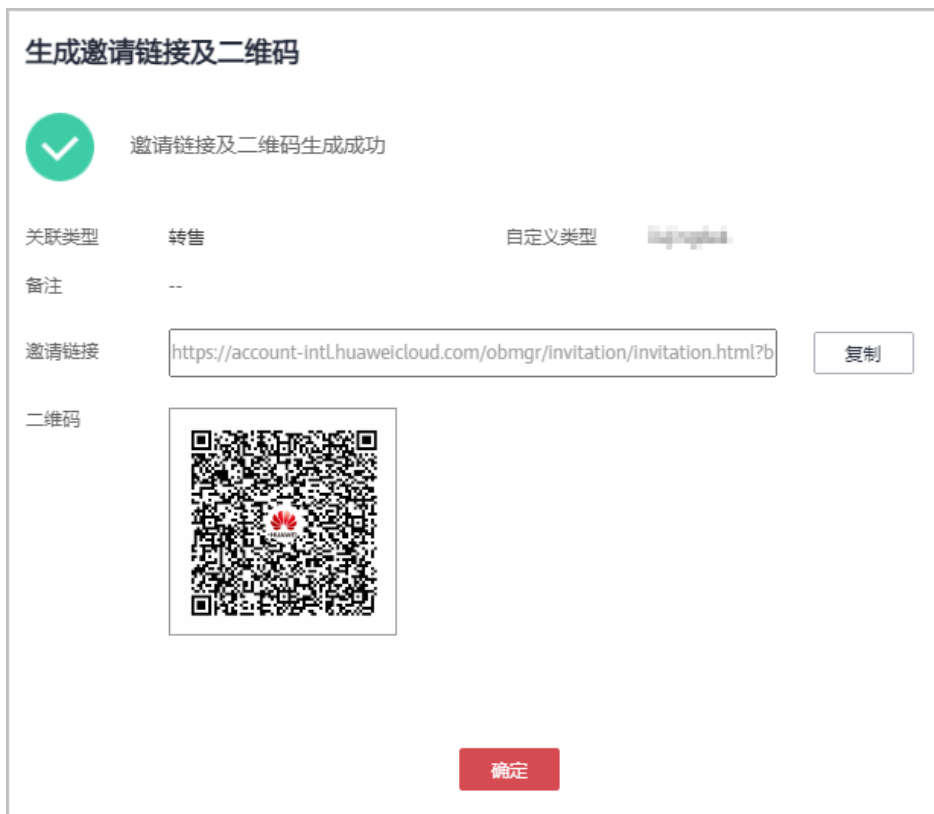 生成邀请链接及二维码
邀请链接及二维码生成成功
关联类型 转售 自定义类型
备注 --
邀请链接 https://account-intl.huaweicloud.com/obmgr/invitation/invitation.html?b 复制
二维码
HUAWEI
确定